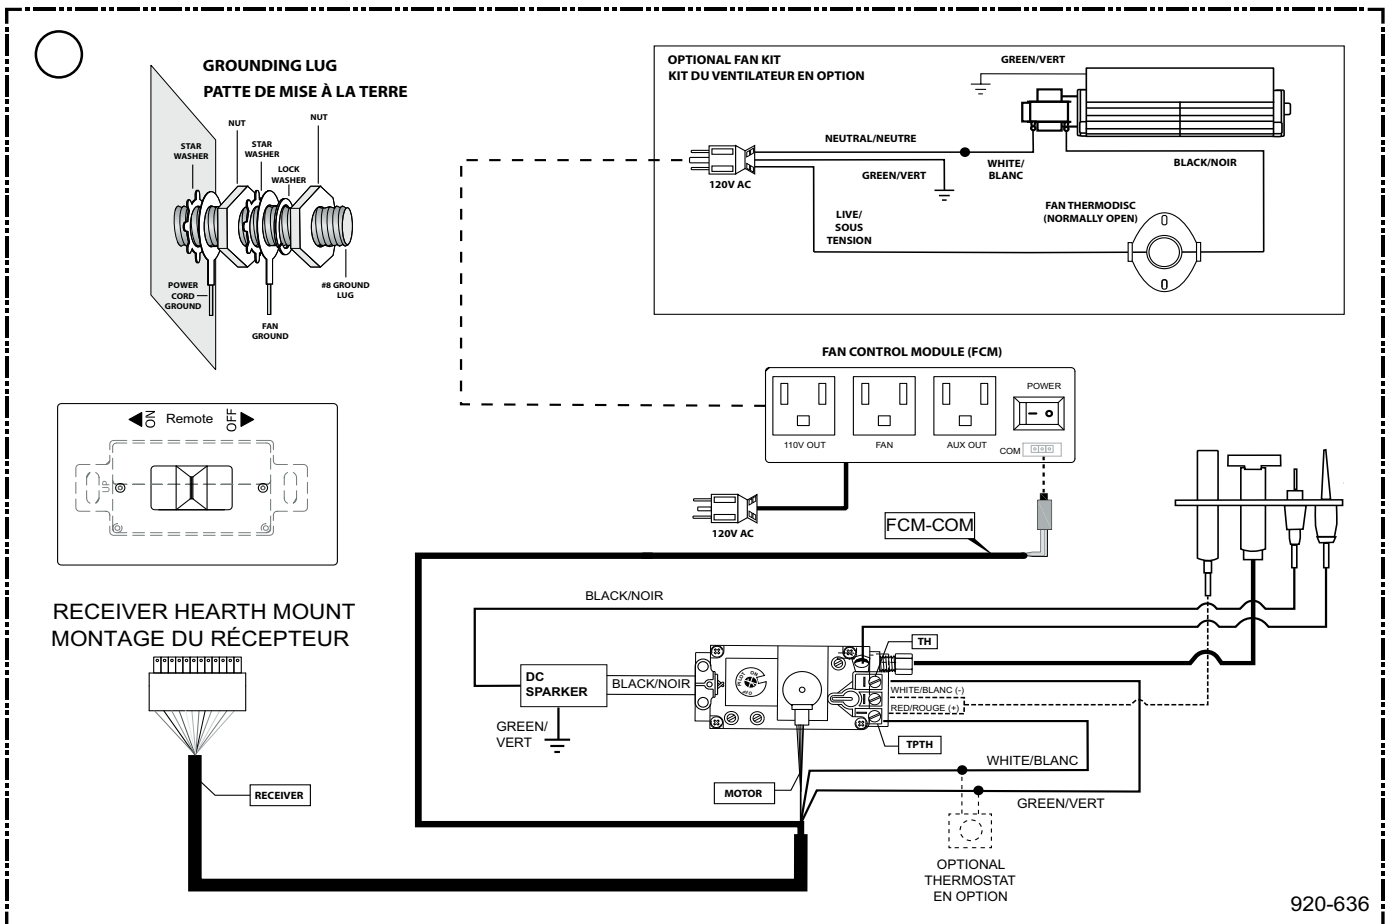 GROUNDING LUG
PATTE DE MISE À LA TERRE
NUT
NUT
STAR
WASHER
STAR
WASHER
LOCK
WASHER
POWER
CORD
GROUND
#8 GROUND
LUG
FAN
GROUND
OPTIONAL FAN KIT
KIT DU VENTILATEUR EN OPTION
GREEN/VERT
NEUTRAL/NEUTRE
120V AC
GREEN/VERT
WHITE/
BLANC
BLACK/NOIR
LIVE/
SOUS
TENSION
FAN THERMODISC
(NORMALLY OPEN)
FAN CONTROL MODULE (FCM)
POWER
110V OUT
FAN
AUX OUT
COM
120V AC
FCM-COM
ON
Remote
OFF
UP
RECEIVER HEARTH MOUNT
MONTAGE DU RÉCEPTEUR
RECEIVER
BLACK/NOIR
DC
SPARKER
BLACK/NOIR
GREEN/
VERT
PILOT
ON
OFF
TH
WHITE/BLANC (-)
RED/ROUGE (+)
TPTH
MOTOR
WHITE/BLANC
GREEN/VERT
OPTIONAL
THERMOSTAT
EN OPTION
920-636